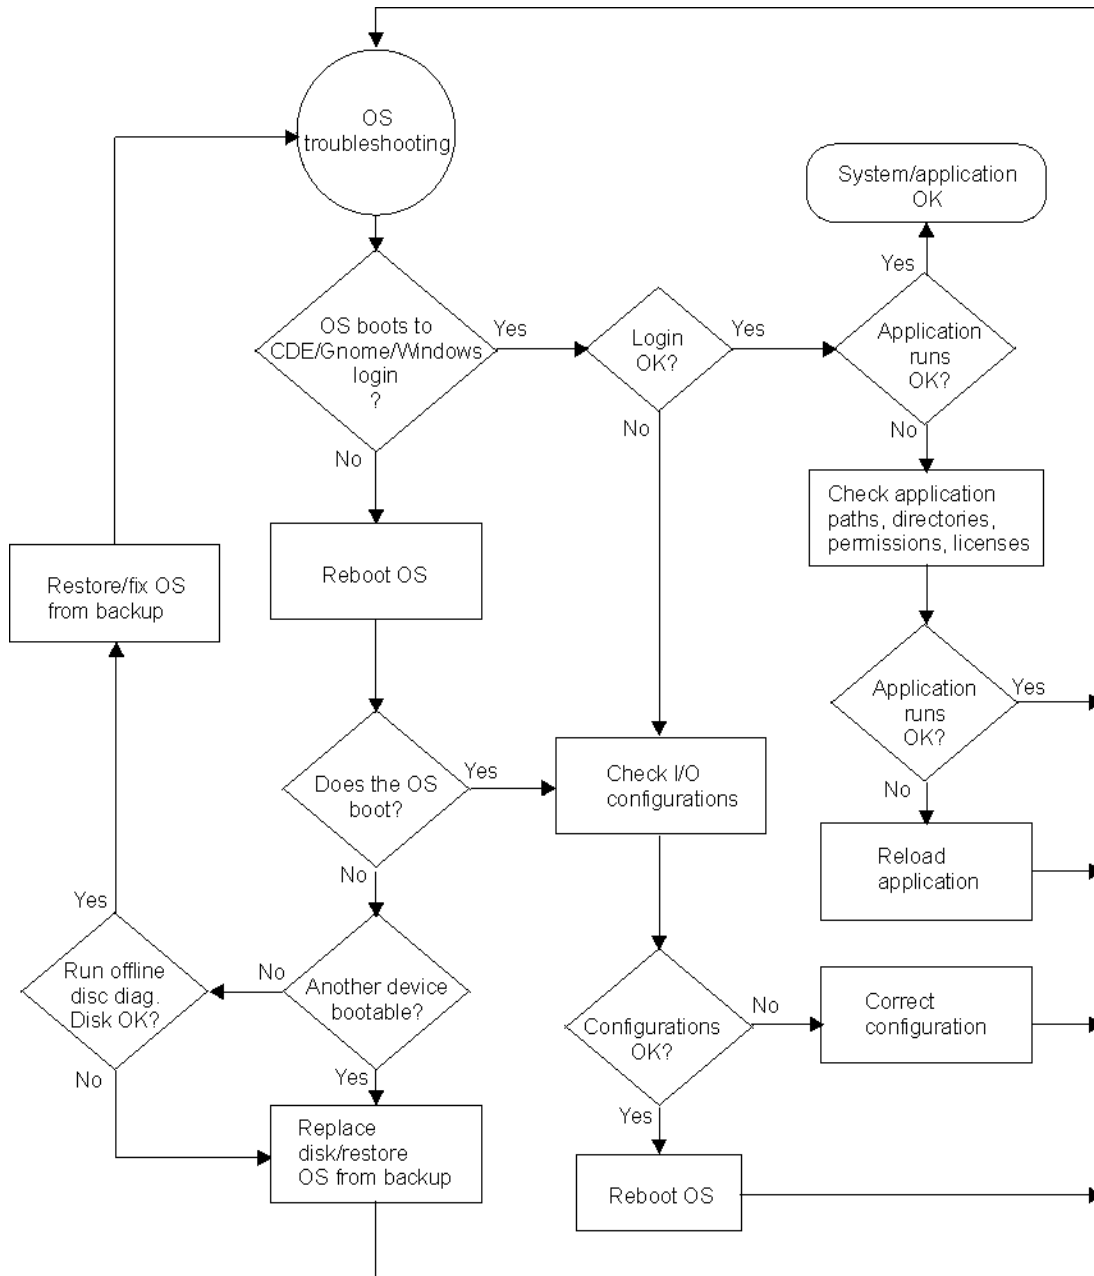 OS
troubleshooting
System/application
OK
Yes
OS boots to
CDE/Gnome/Windows
login
?
Yes
Login
OK?
Yes
Application
runs
OK?
No
No
No
Check application
paths, directories,
permissions, licenses
Reboot OS
Restore/fix OS
from backup
Application
runs
OK?
Yes
Does the OS
boot?
Yes
Check I/O
configurations
No
No
Reload
application
Yes
Run offline
disc diag.
Disk OK?
No
Another device
bootable?
Configurations
OK?
No
Correct
configuration
No
Yes
Yes
Replace
disk/restore
OS from backup
Reboot OS